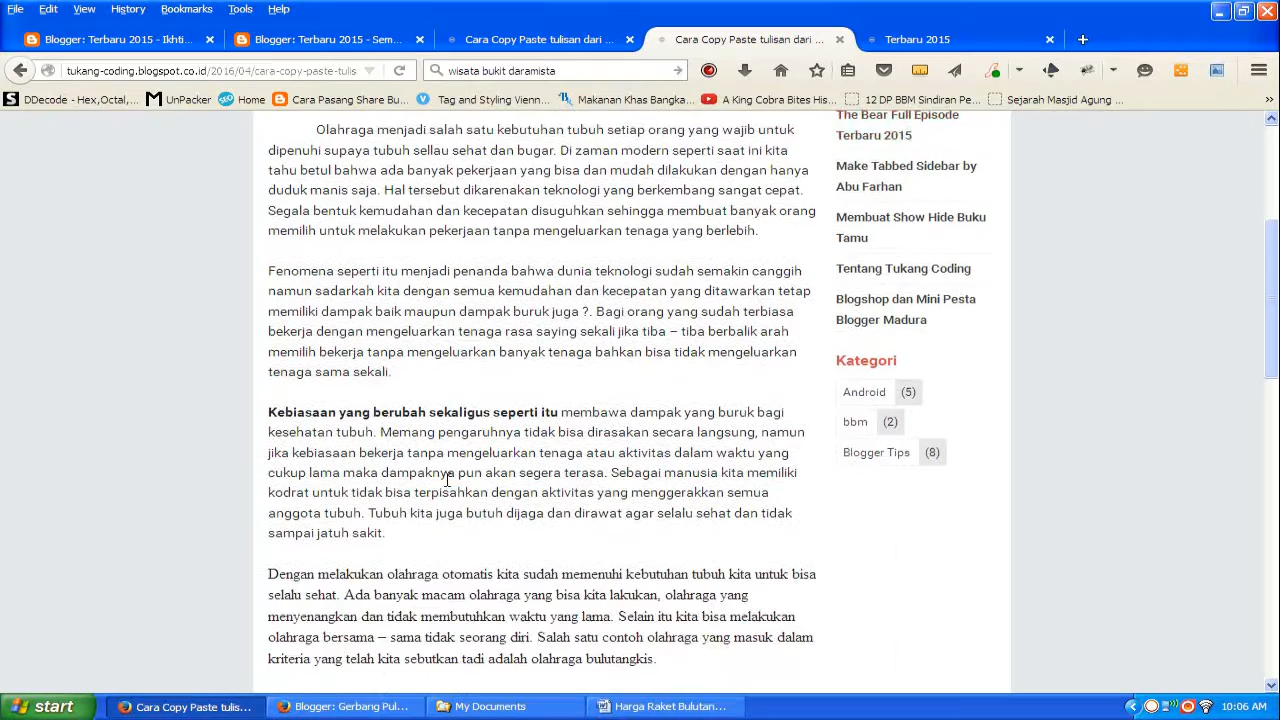 File Edit View History Bookmarks Tools Help
Blogger: Terbaru 2015 - Ikhti... × Blogger: Terbaru 2015 - Sem... × Cara Copy Paste tulisan dari ... × Cara Copy Paste tulisan dari ... × Terbaru 2015 × +
tukang-coding.blogspot.co.id/2016/04/cara-copy-paste-tulis wisata bukit daramista
DDecode - Hex,Octal,... UnPacker Home Cara Pasang Share Bu... Tag and Styling Vienn... Makanan Khas Bangka... A King Cobra Bites His... 12 DP BBM Sindiran Pe... Sejarah Masjid Agung ... »
Olahraga menjadi salah satu kebutuhan tubuh setiap orang yang wajib untuk
dipenuhi supaya tubuh sellau sehat dan bugar. Di zaman modern seperti saat ini kita
tahu betul bahwa ada banyak pekerjaan yang bisa dan mudah dilakukan dengan hanya
duduk manis saja. Hal tersebut dikarenakan teknologi yang berkembang sangat cepat.
Segala bentuk kemudahan dan kecepatan disuguhkan sehingga membuat banyak orang
memilih untuk melakukan pekerjaan tanpa mengeluarkan tenaga yang berlebih.
Fenomena seperti itu menjadi penanda bahwa dunia teknologi sudah semakin canggih
namun sadarkah kita dengan semua kemudahan dan kecepatan yang ditawarkan tetap
memiliki dampak baik maupun dampak buruk juga ?. Bagi orang yang sudah terbiasa
bekerja dengan mengeluarkan tenaga rasa saying sekali jika tiba – tiba berbalik arah
memilih bekerja tanpa mengeluarkan banyak tenaga bahkan bisa tidak mengeluarkan
tenaga sama sekali.
Kebiasaan yang berubah sekaligus seperti itu membawa dampak yang buruk bagi
kesehatan tubuh. Memang pengaruhnya tidak bisa dirasakan secara langsung, namun
jika kebiasaan bekerja tanpa mengeluarkan tenaga atau aktivitas dalam waktu yang
cukup lama maka dampaknya pun akan segera terasa. Sebagai manusia kita memiliki
kodrat untuk tidak bisa terpisahkan dengan aktivitas yang menggerakkan semua
anggota tubuh. Tubuh kita juga butuh dijaga dan dirawat agar selalu sehat dan tidak
sampai jatuh sakit.
Dengan melakukan olahraga otomatis kita sudah memenuhi kebutuhan tubuh kita untuk bisa
selalu sehat. Ada banyak macam olahraga yang bisa kita lakukan, olahraga yang
menyenangkan dan tidak membutuhkan waktu yang lama. Selain itu kita bisa melakukan
olahraga bersama – sama tidak seorang diri. Salah satu contoh olahraga yang masuk dalam
kriteria yang telah kita sebutkan tadi adalah olahraga bulutangkis.
The Bear Full Episode
Terbaru 2015
Make Tabbed Sidebar by
Abu Farhan
Membuat Show Hide Buku
Tamu
Tentang Tukang Coding
Blogshop dan Mini Pesta
Blogger Madura
Kategori
Android (5)
bbm (2)
Blogger Tips (8)
start Cara Copy Paste tulis... Blogger: Gerbang Pul... My Documents Harga Raket Bulutan... 10:06 AM